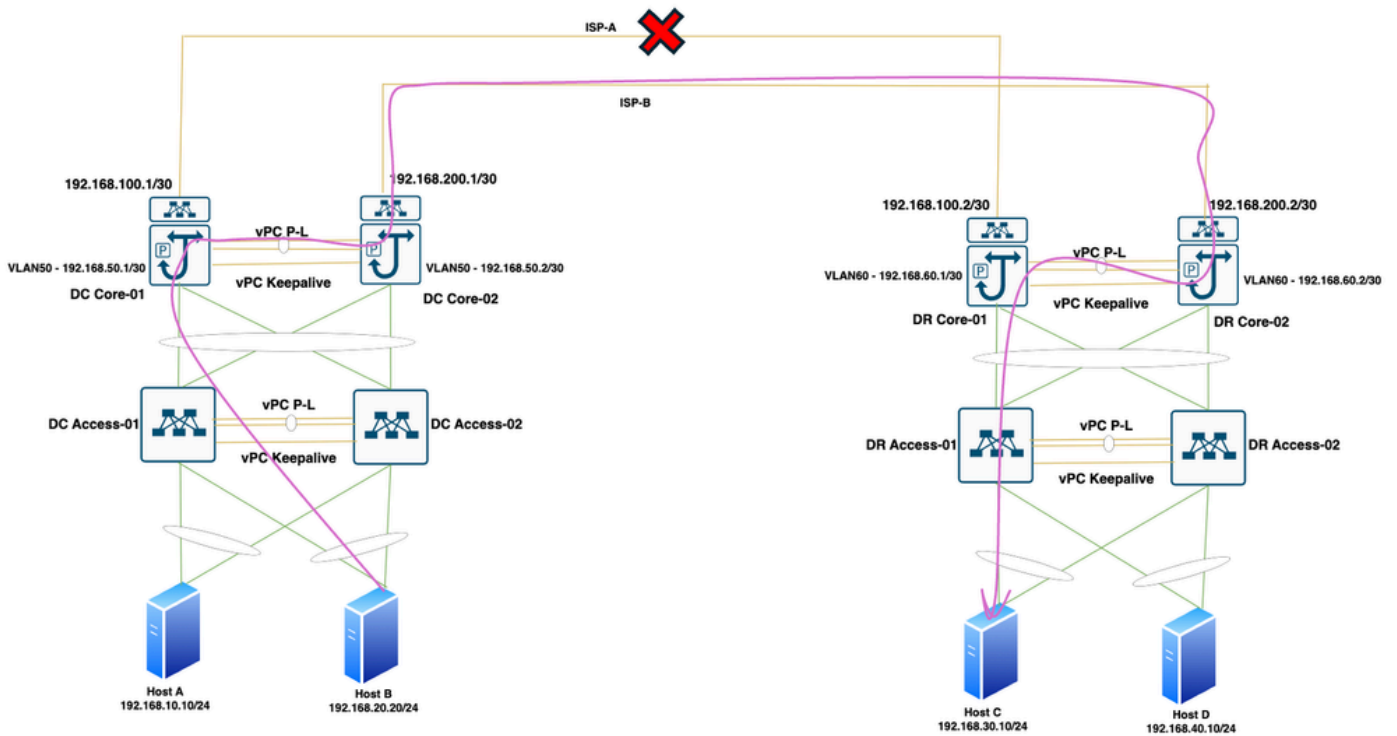 ISP-A
ISP-B
192.168.100.1/30
192.168.200.1/30
192.168.100.2/30
192.168.200.2/30
vPC P-L
P
P
VLAN50 - 192.168.50.1/30
VLAN50 - 192.168.50.2/30
vPC Keepalive
DC Core-01
DC Core-02
vPC P-L
P
P
VLAN60 - 192.168.60.1/30
VLAN60 - 192.168.60.2/30
vPC Keepalive
DR Core-01
DR Core-02
vPC P-L
DC Access-01
DC Access-02
vPC Keepalive
vPC P-L
DR Access-01
DR Access-02
vPC Keepalive
Host A
192.168.10.10/24
Host B
192.168.20.20/24
Host C
192.168.30.10/24
Host D
192.168.40.10/24